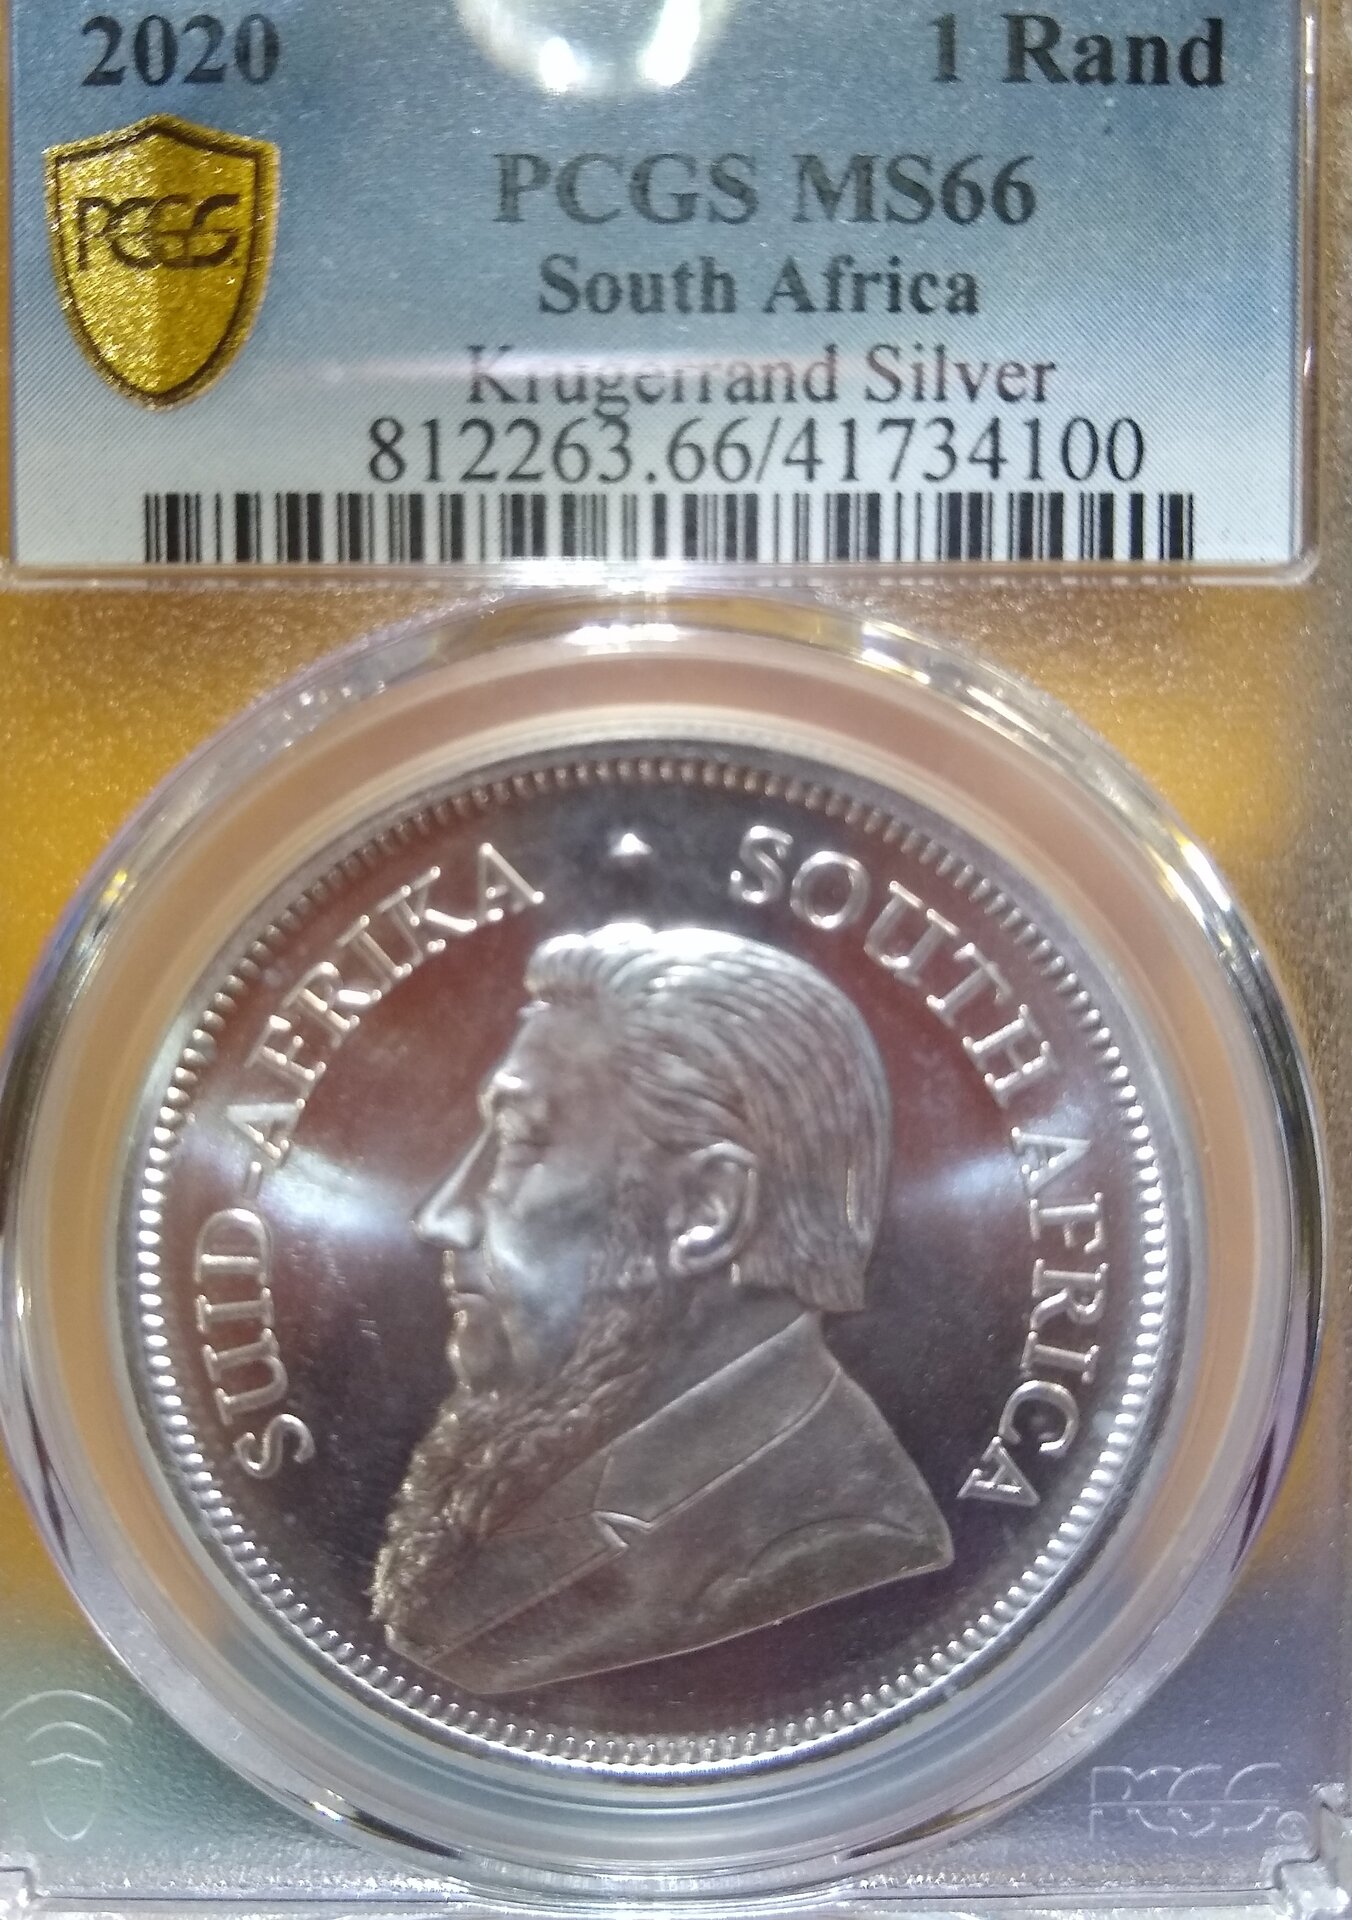 2020 1 Rand
PCGS
PCGS MS66
South Africa
Krugerrand Silver
812263.66/41734100
SUID-AFRIKA SOUTH AFRICA
PCGS